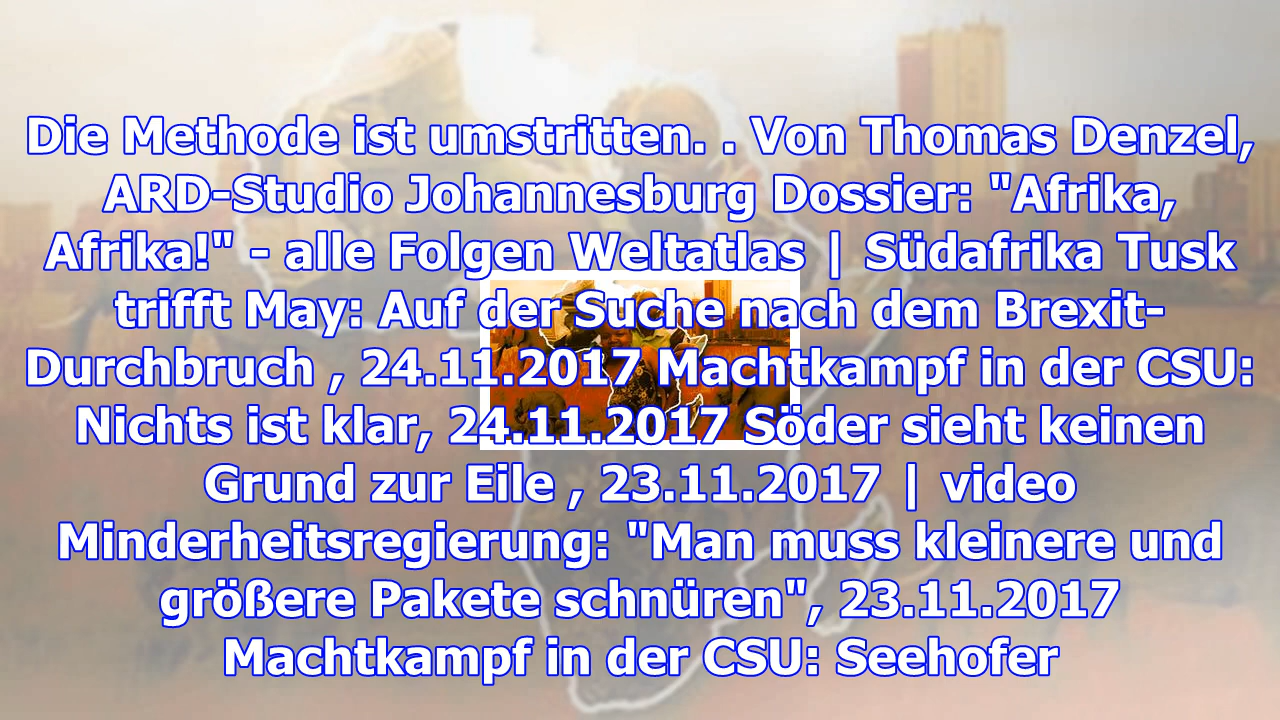 Die Methode ist umstritten. . Von Thomas Denzel,
ARD-Studio Johannesburg Dossier: "Afrika,
Afrika!" - alle Folgen Weltatlas | Südafrika Tusk
trifft May: Auf der Suche nach dem Brexit-
Durchbruch , 24.11.2017 Machtkampf in der CSU:
Nichts ist klar, 24.11.2017 Söder sieht keinen
Grund zur Eile , 23.11.2017 | video
Minderheitsregierung: "Man muss kleinere und
größere Pakete schnüren", 23.11.2017
Machtkampf in der CSU: Seehofer